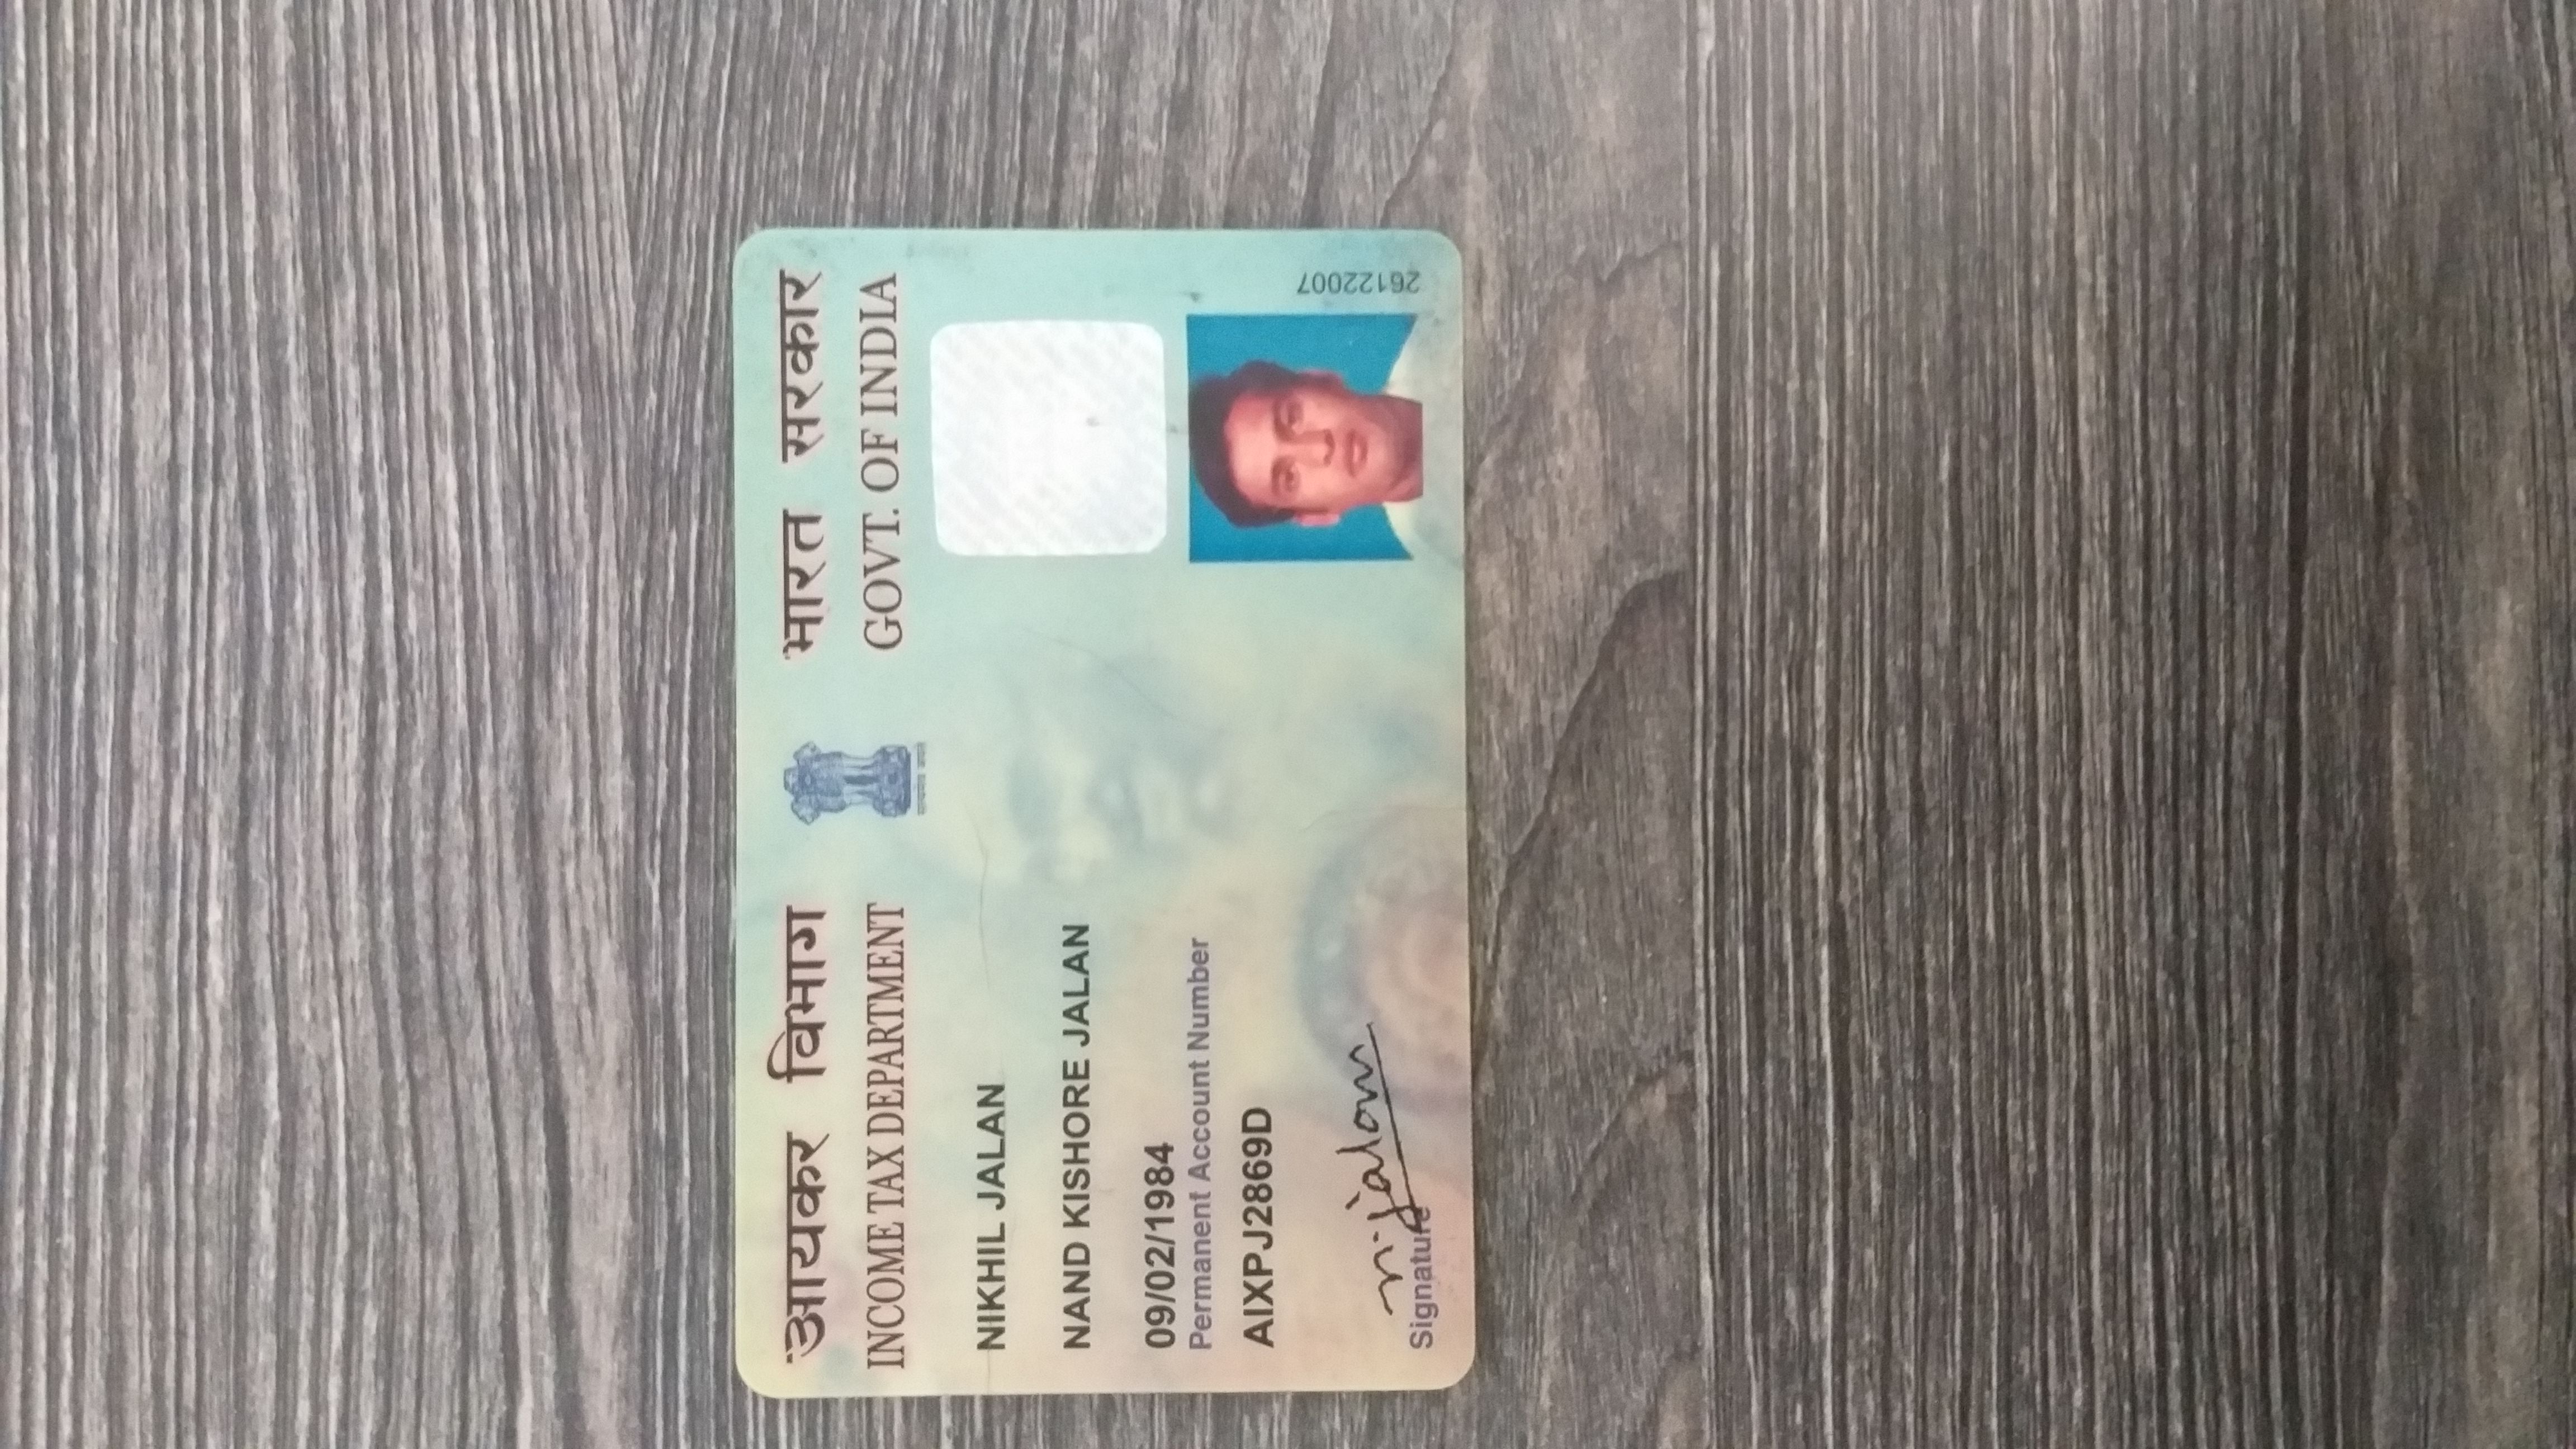 आयकर विभाग
INCOME TAX DEPARTMENT
सत्यमेव जयते
भारत सरकार
GOVT. OF INDIA
NIKHIL JALAN
NAND KISHORE JALAN
09/02/1984
Permanent Account Number
AIXPJ2869D
n.jalan
Signature
26122007